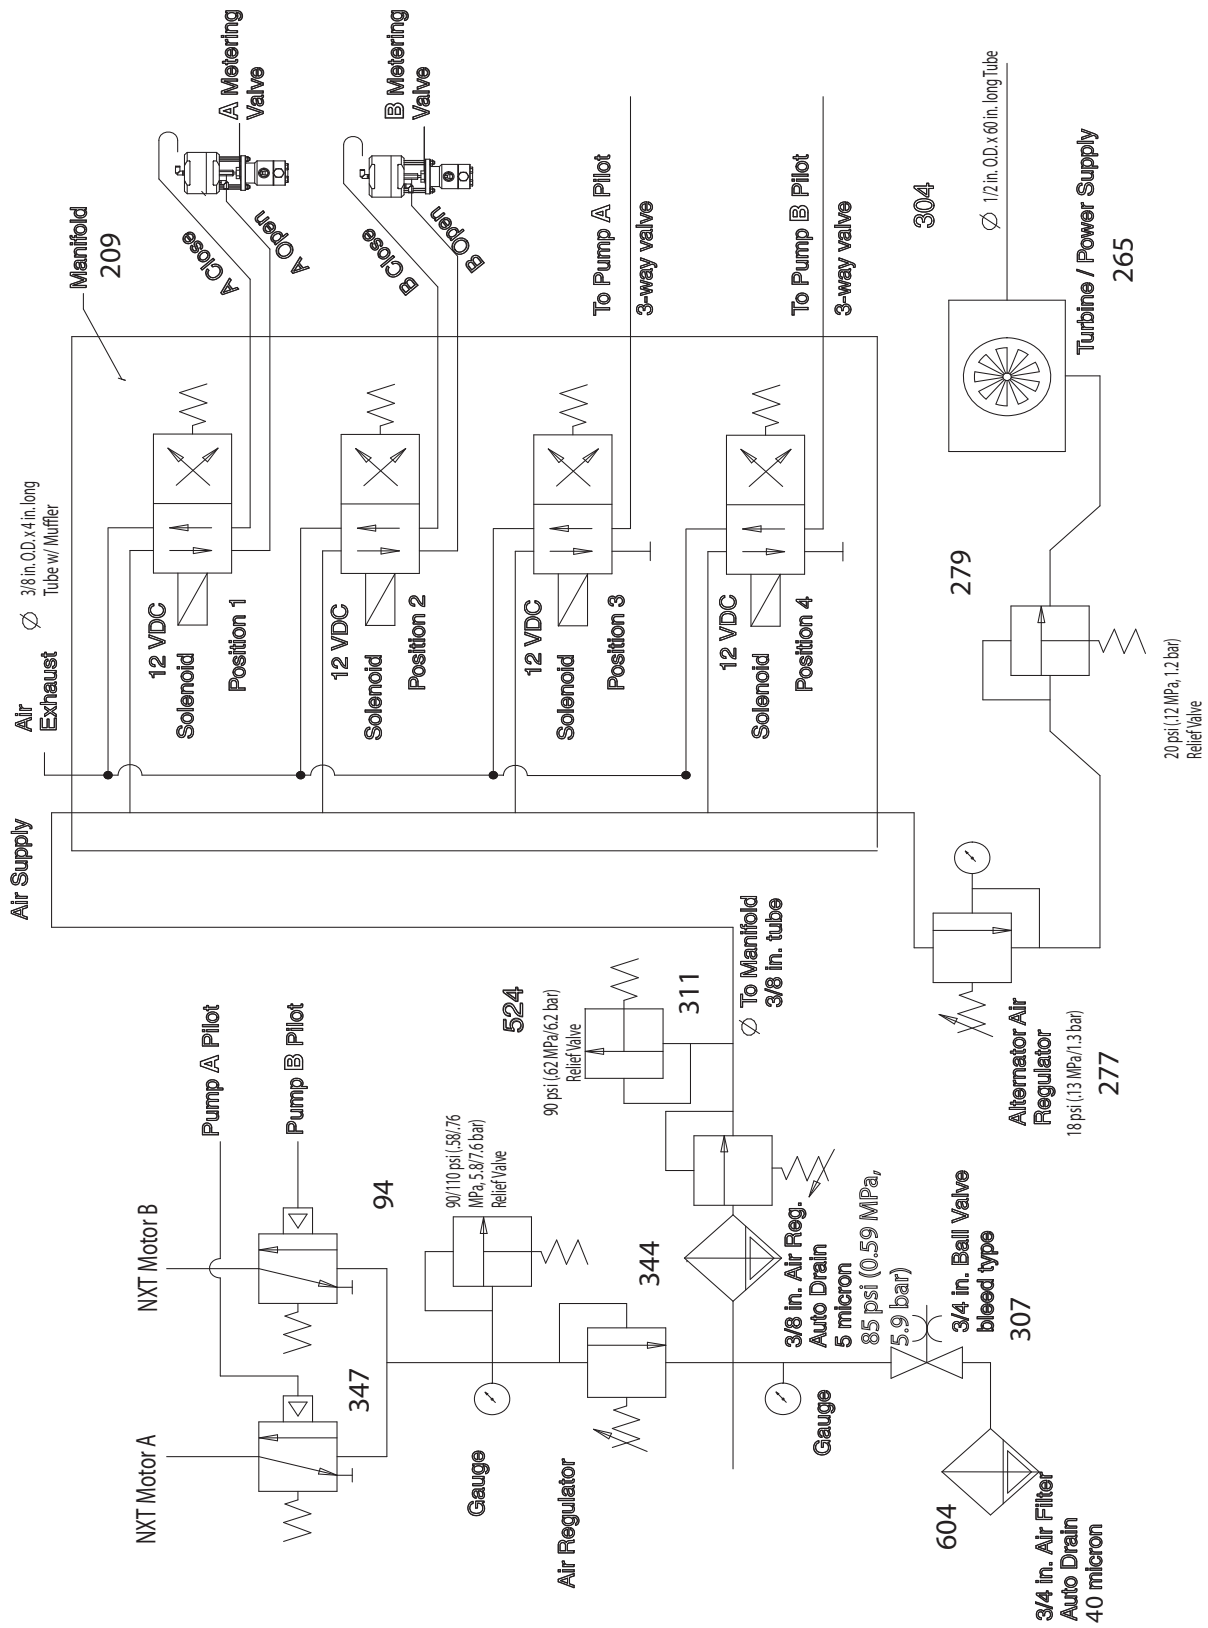 Air Supply
Air
Exhaust
Ø 3/8 in. O.D. x 4 in. long
Tube w/ Muffler
Manifold
209
12 VDC
Solenoid
Position 1
A Close
A Open
A Metering
Valve
12 VDC
Solenoid
Position 2
B Close
B Open
B Metering
Valve
12 VDC
Solenoid
Position 3
To Pump A Pilot
3-way valve
12 VDC
Solenoid
Position 4
To Pump B Pilot
3-way valve
304
Ø 1/2 in. O.D. x 60 in. long Tube
Turbine / Power Supply
265
279
20 psi (.12 MPa, 1.2 bar)
Relief Valve
Alternator Air
Regulator
18 psi (.13 MPa/1.3 bar)
277
NXT Motor A
NXT Motor B
Pump A Pilot
Pump B Pilot
347
94
90/110 psi (.58/.76
MPa, 5.8/7.6 bar)
Relief Valve
Gauge
Air Regulator
524
90 psi (.62 MPa/6.2 bar)
Relief Valve
311
Ø To Manifold
3/8 in. tube
344
3/8 in. Air Reg.
Auto Drain
5 micron
85 psi (0.59 MPa,
5.9 bar)
Gauge
3/4 in. Ball Valve
bleed type
307
604
3/4 in. Air Filter
Auto Drain
40 micron